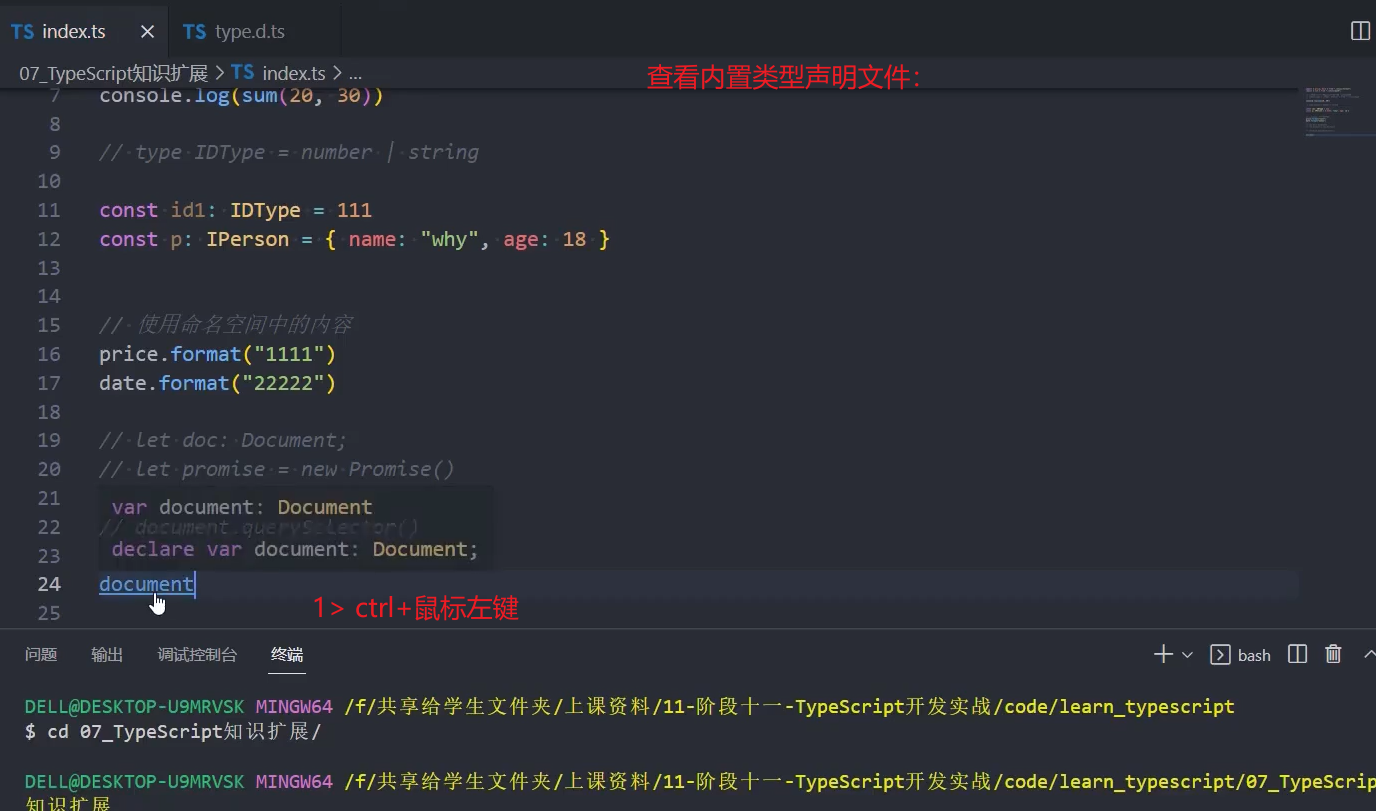 TS index.ts
TS type.d.ts
07_TypeScript知识扩展 > TS index.ts > ...
查看内置类型声明文件:
7 console.log(sum(20, 30))
8
9 // type IDType = number | string
10
11 const id1: IDType = 111
12 const p: IPerson = { name: "why", age: 18 }
13
14
15 // 使用命名空间中的内容
16 price.format("1111")
17 date.format("22222")
18
19 // let doc: Document;
20 // let promise = new Promise()
21
var document: Document
22 // document.querySelector()
declare var document: Document;
23
24 document
1> ctrl+鼠标左键
25
问题 输出 调试控制台 终端
bash
DELL@DESKTOP-U9MRVSK MINGW64 /f/共享给学生文件夹/上课资料/11-阶段十一-TypeScript开发实战/code/learn_typescript
$ cd 07_TypeScript知识扩展/
DELL@DESKTOP-U9MRVSK MINGW64 /f/共享给学生文件夹/上课资料/11-阶段十一-TypeScript开发实战/code/learn_typescript/07_TypeScrip
知识扩展